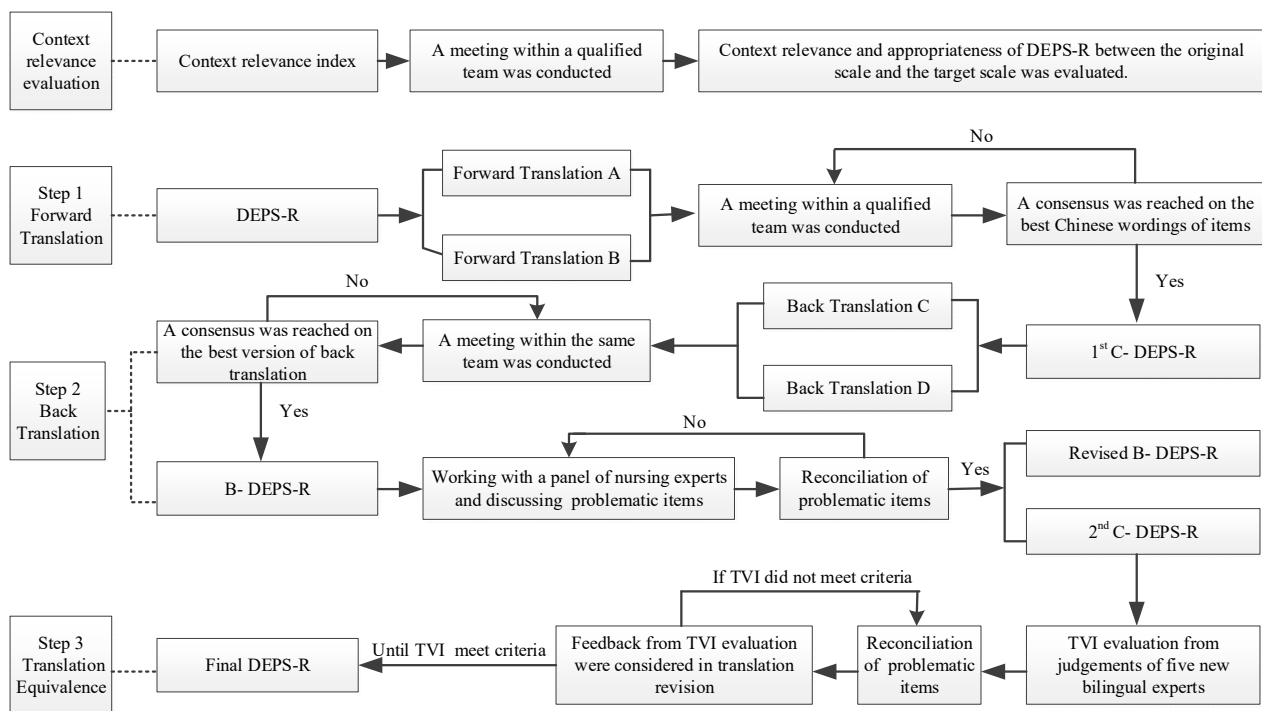 Context
relevance
evaluation
Context relevance index
A meeting within a qualified
team was conducted
Context relevance and appropriateness of DEPS-R between the original
scale and the target scale was evaluated.
No
Step 1
Forward
Translation
DEPS-R
Forward Translation A
Forward Translation B
A meeting within a qualified
team was conducted
A consensus was reached on the
best Chinese wordings of items
Yes
No
Step 2
Back
Translation
A consensus was reached on
the best version of back
translation
A meeting within the same
team was conducted
Back Translation C
Back Translation D
1st C- DEPS-R
Yes
No
B- DEPS-R
Working with a panel of nursing experts
and discussing problematic items
Reconciliation of
problematic items
Yes
Revised B- DEPS-R
2nd C- DEPS-R
If TVI did not meet criteria
Step 3
Translation
Equivalence
Final DEPS-R
Until TVI meet criteria
Feedback from TVI evaluation
were considered in translation
revision
Reconciliation
of problematic
items
TVI evaluation from
judgements of five new
bilingual experts